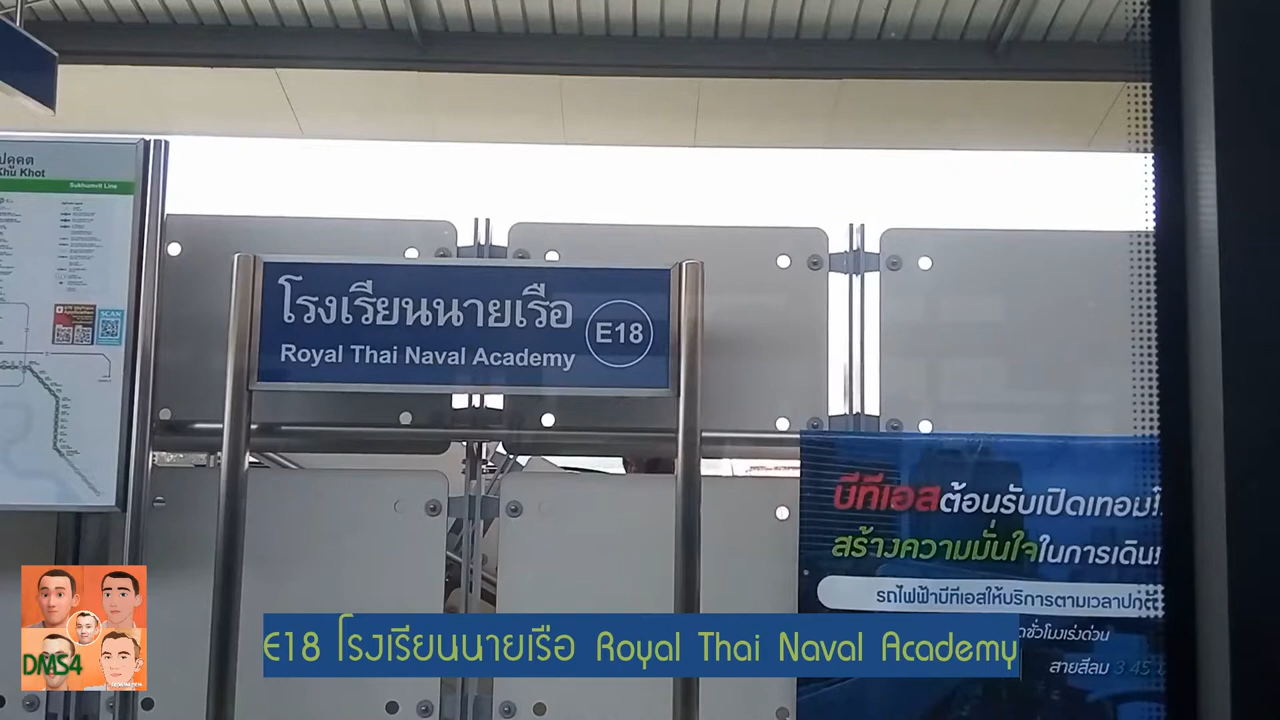 Khu Khot
Sukhumvit Line
SCAN
โรงเรียนนายเรือ
Royal Thai Naval Academy
E18
บีทีเอสต้อนรับเปิดเทอม
สร้างความมั่นใจในการเดิน
รถไฟฟ้าบีทีเอสให้บริการตามเวลาปกติ
ชั่วโมงเร่งด่วน
สายสีลม 3.45
E18 โรงเรียนนายเรือ Royal Thai Naval Academy
DMS4